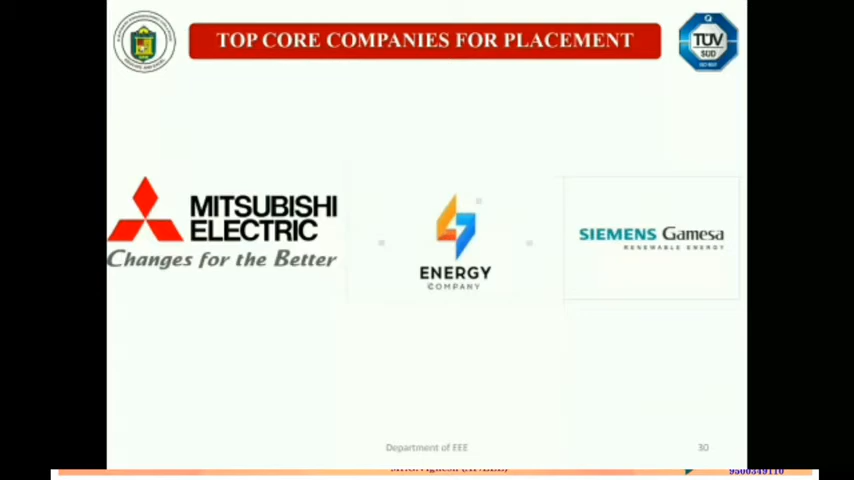 TOP CORE COMPANIES FOR PLACEMENT
TÜV
SÜD
MITSUBISHI
ELECTRIC
Changes for the Better
ENERGY
COMPANY
SIEMENS Gamesa
RENEWABLE ENERGY
Department of EEE
30
9500349110